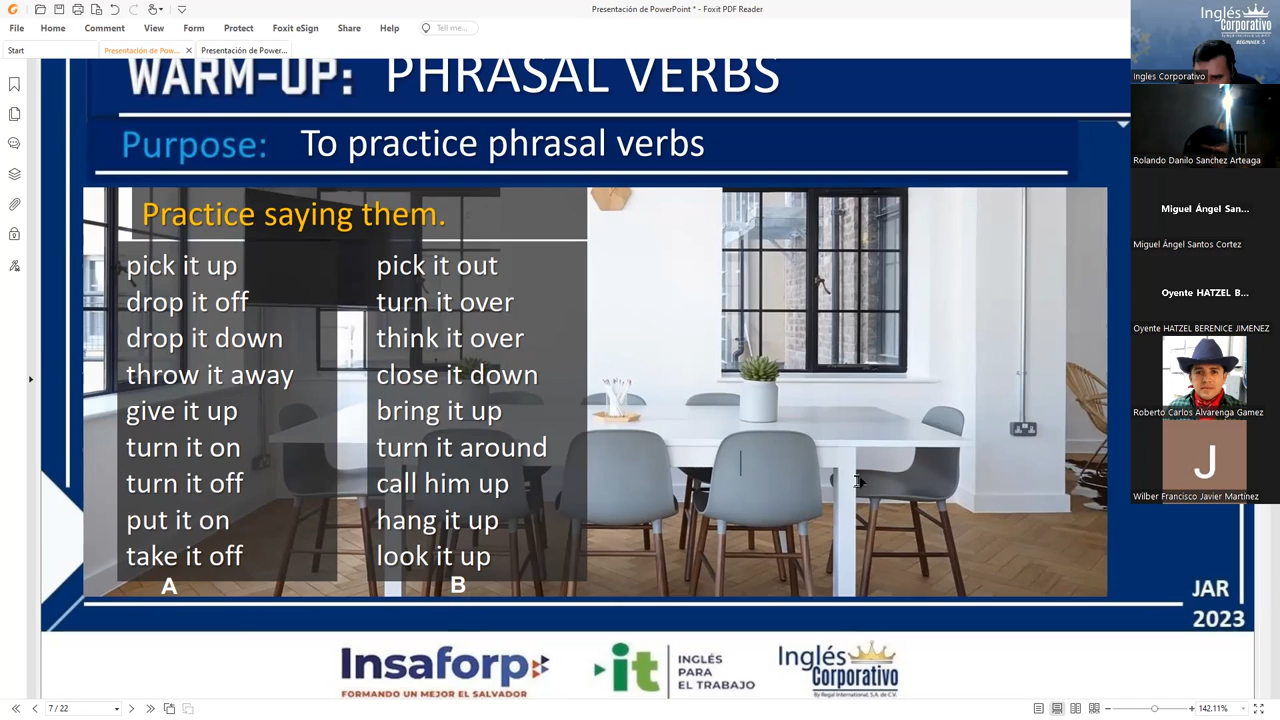 Presentación de PowerPoint * - Foxit PDF Reader
File Home Comment View Form Protect Foxit eSign Share Help Tell me...
Start Presentación de Pow... Presentación de Power...
WARM-UP: PHRASAL VERBS
Purpose: To practice phrasal verbs
Practice saying them.
pick it up
drop it off
drop it down
throw it away
give it up
turn it on
turn it off
put it on
take it off
A
pick it out
turn it over
think it over
close it down
bring it up
turn it around
call him up
hang it up
look it up
B
JAR
2023
Insaforp
FORMANDO UN MEJOR EL SALVADOR
it
INGLÉS
PARA
EL TRABAJO
Inglés
Corporativo
By Regal International, S.A. de C.V.
Inglés
Corporativo
BEGINNER 5
Ingles Corporativo
Rolando Danilo Sanchez Arteaga
Miguel Ángel San...
Miguel Ángel Santos Cortez
Oyente HATZEL B...
Oyente HATZEL BERENICE JIMENEZ
Roberto Carlos Alvarenga Gamez
J
Wilber Francisco Javier Martínez
7 / 22
142.11%